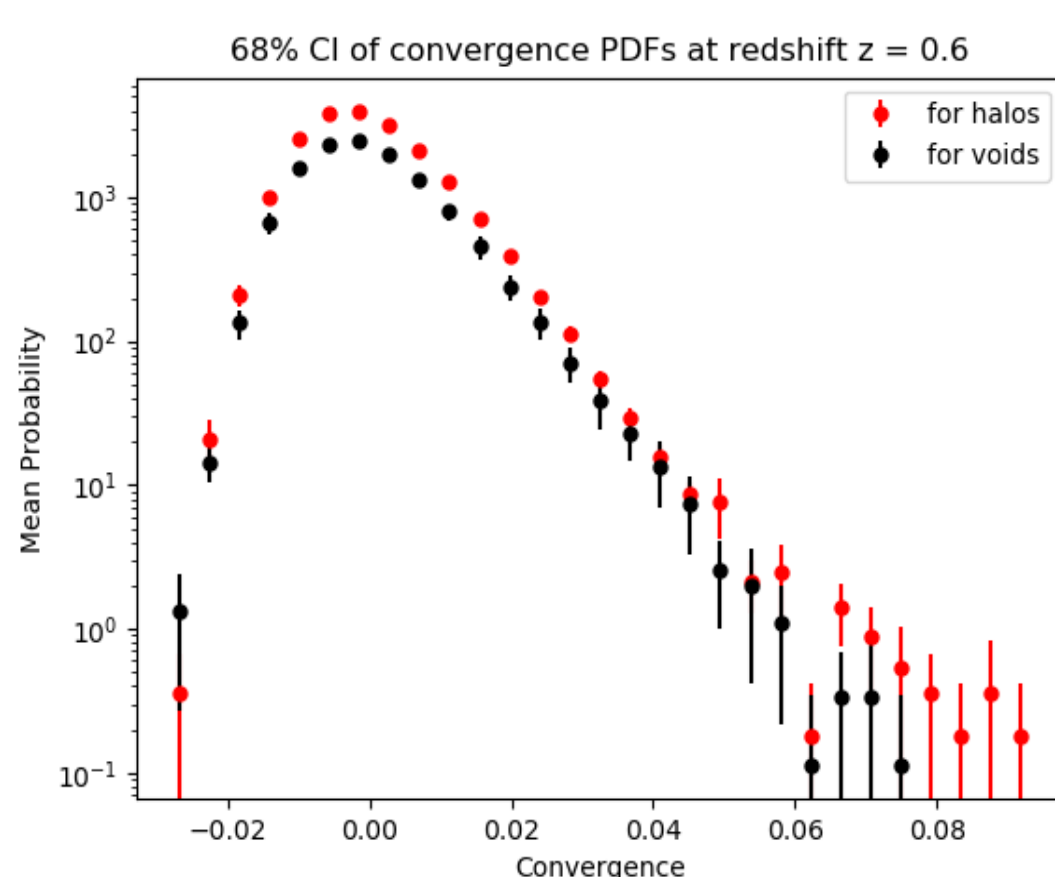 68% CI of convergence PDFs at redshift z = 0.6
for halos
for voids
Mean Probability
10³
10²
10¹
10⁰
10⁻¹
−0.02 0.00 0.02 0.04 0.06 0.08
Convergence